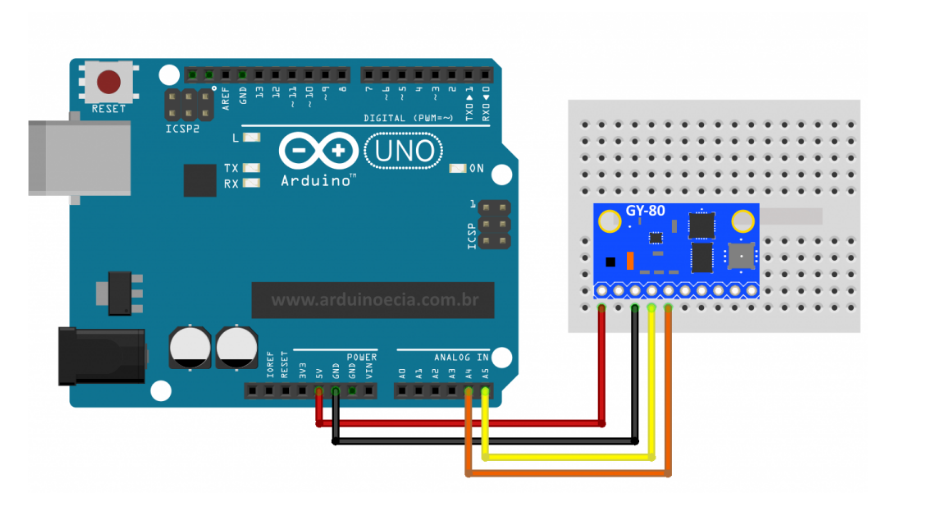 RESET
ICSP2
AREF
GND
13
12
~11
~10
~9
8
7
~6
~5
4
~3
2
TX0▶1
RX0◀0
DIGITAL (PWM=~)
L
TX
RX
UNO
Arduino™
ON
1
ICSP
GY-80
www.arduinoecia.com.br
POWER
ANALOG IN
IOREF
RESET
3V3
5V
GND
GND
VIN
A0
A1
A2
A3
A4
A5